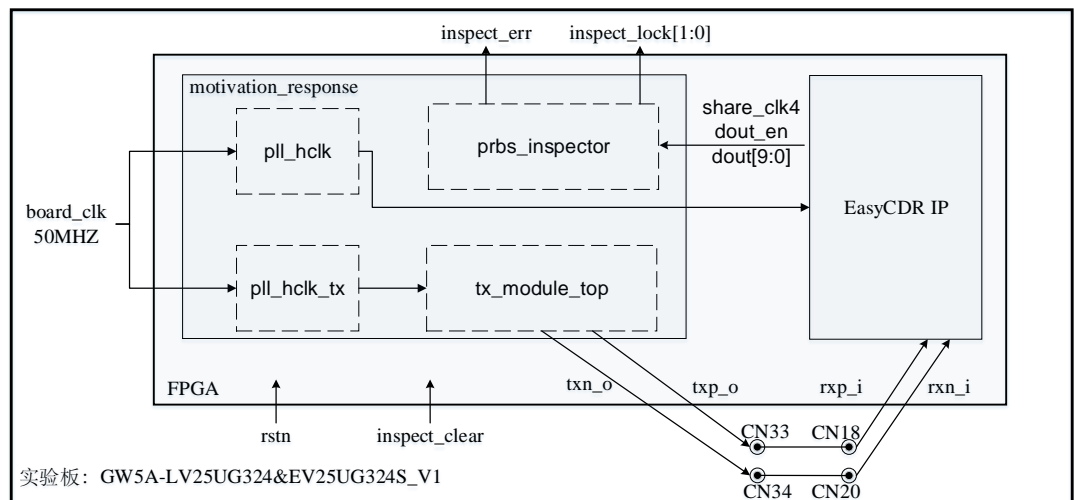 inspect_err
inspect_lock[1:0]
motivation_response
share_clk4
dout_en
dout[9:0]
pll_hclk
prbs_inspector
EasyCDR IP
board_clk
50MHZ
pll_hclk_tx
tx_module_top
FPGA
txn_o
txp_o
rxp_i
rxn_i
rstn
inspect_clear
CN33
CN18
CN34
CN20
实验板：GW5A-LV25UG324&EV25UG324S_V1